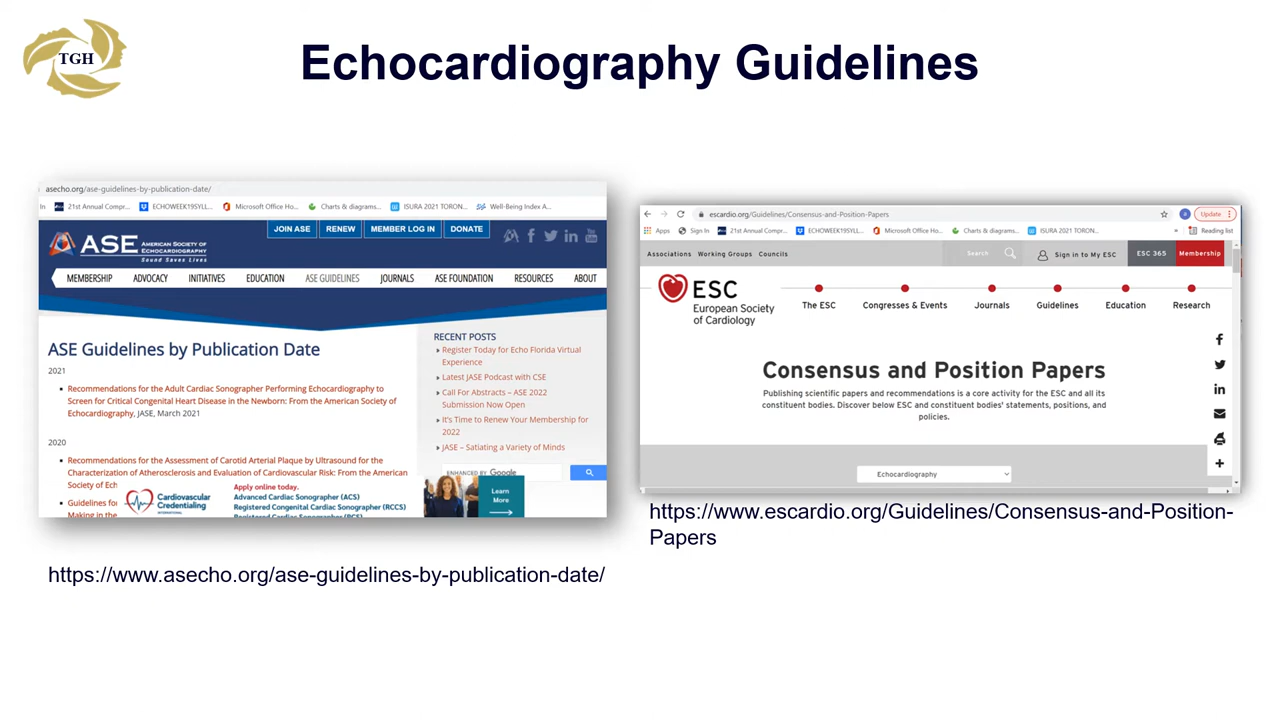 TGH
Echocardiography Guidelines
asecho.org/ase-guidelines-by-publication-date/
In 21st Annual Compr... ECHOWEEK19SYLL... Microsoft Office Ho... Charts & diagrams... ISURA 2021 TORON... Well-Being Index A...
JOIN ASE RENEW MEMBER LOG IN DONATE
ASE AMERICAN SOCIETY OF
ECHOCARDIOGRAPHY
Sound Saves Lives
MEMBERSHIP ADVOCACY INITIATIVES EDUCATION ASE GUIDELINES JOURNALS ASE FOUNDATION RESOURCES ABOUT
ASE Guidelines by Publication Date
2021
Recommendations for the Adult Cardiac Sonographer Performing Echocardiography to
Screen for Critical Congenital Heart Disease in the Newborn: From the American Society of
Echocardiography, JASE, March 2021
2020
Recommendations for the Assessment of Carotid Arterial Plaque by Ultrasound for the
Characterization of Atherosclerosis and Evaluation of Cardiovascular Risk: From the American
Society of Ech
Guidelines fo
Making in the
Cardiovascular
Credentialing
INTERNATIONAL
Apply online today.
Advanced Cardiac Sonographer (ACS)
Registered Congenital Cardiac Sonographer (RCCS)
Registered Cardiac Sonographer (RCS)
RECENT POSTS
Register Today for Echo Florida Virtual
Experience
Latest JASE Podcast with CSE
Call For Abstracts – ASE 2022
Submission Now Open
It's Time to Renew Your Membership for
2022
JASE – Satiating a Variety of Minds
ENHANCED BY Google
Learn
More
https://www.asecho.org/ase-guidelines-by-publication-date/
escardio.org/Guidelines/Consensus-and-Position-Papers
Update
Apps Sign In 21st Annual Compr... ECHOWEEK19SYLL... Microsoft Office Ho... Charts & diagrams... ISURA 2021 TORON... » Reading list
Associations Working Groups Councils Search Sign in to My ESC ESC 365 Membership
ESC
European Society
of Cardiology
The ESC Congresses & Events Journals Guidelines Education Research
Consensus and Position Papers
Publishing scientific papers and recommendations is a core activity for the ESC and all its
constituent bodies. Discover below ESC and constituent bodies' statements, positions, and
policies.
Echocardiography
https://www.escardio.org/Guidelines/Consensus-and-Position-
Papers